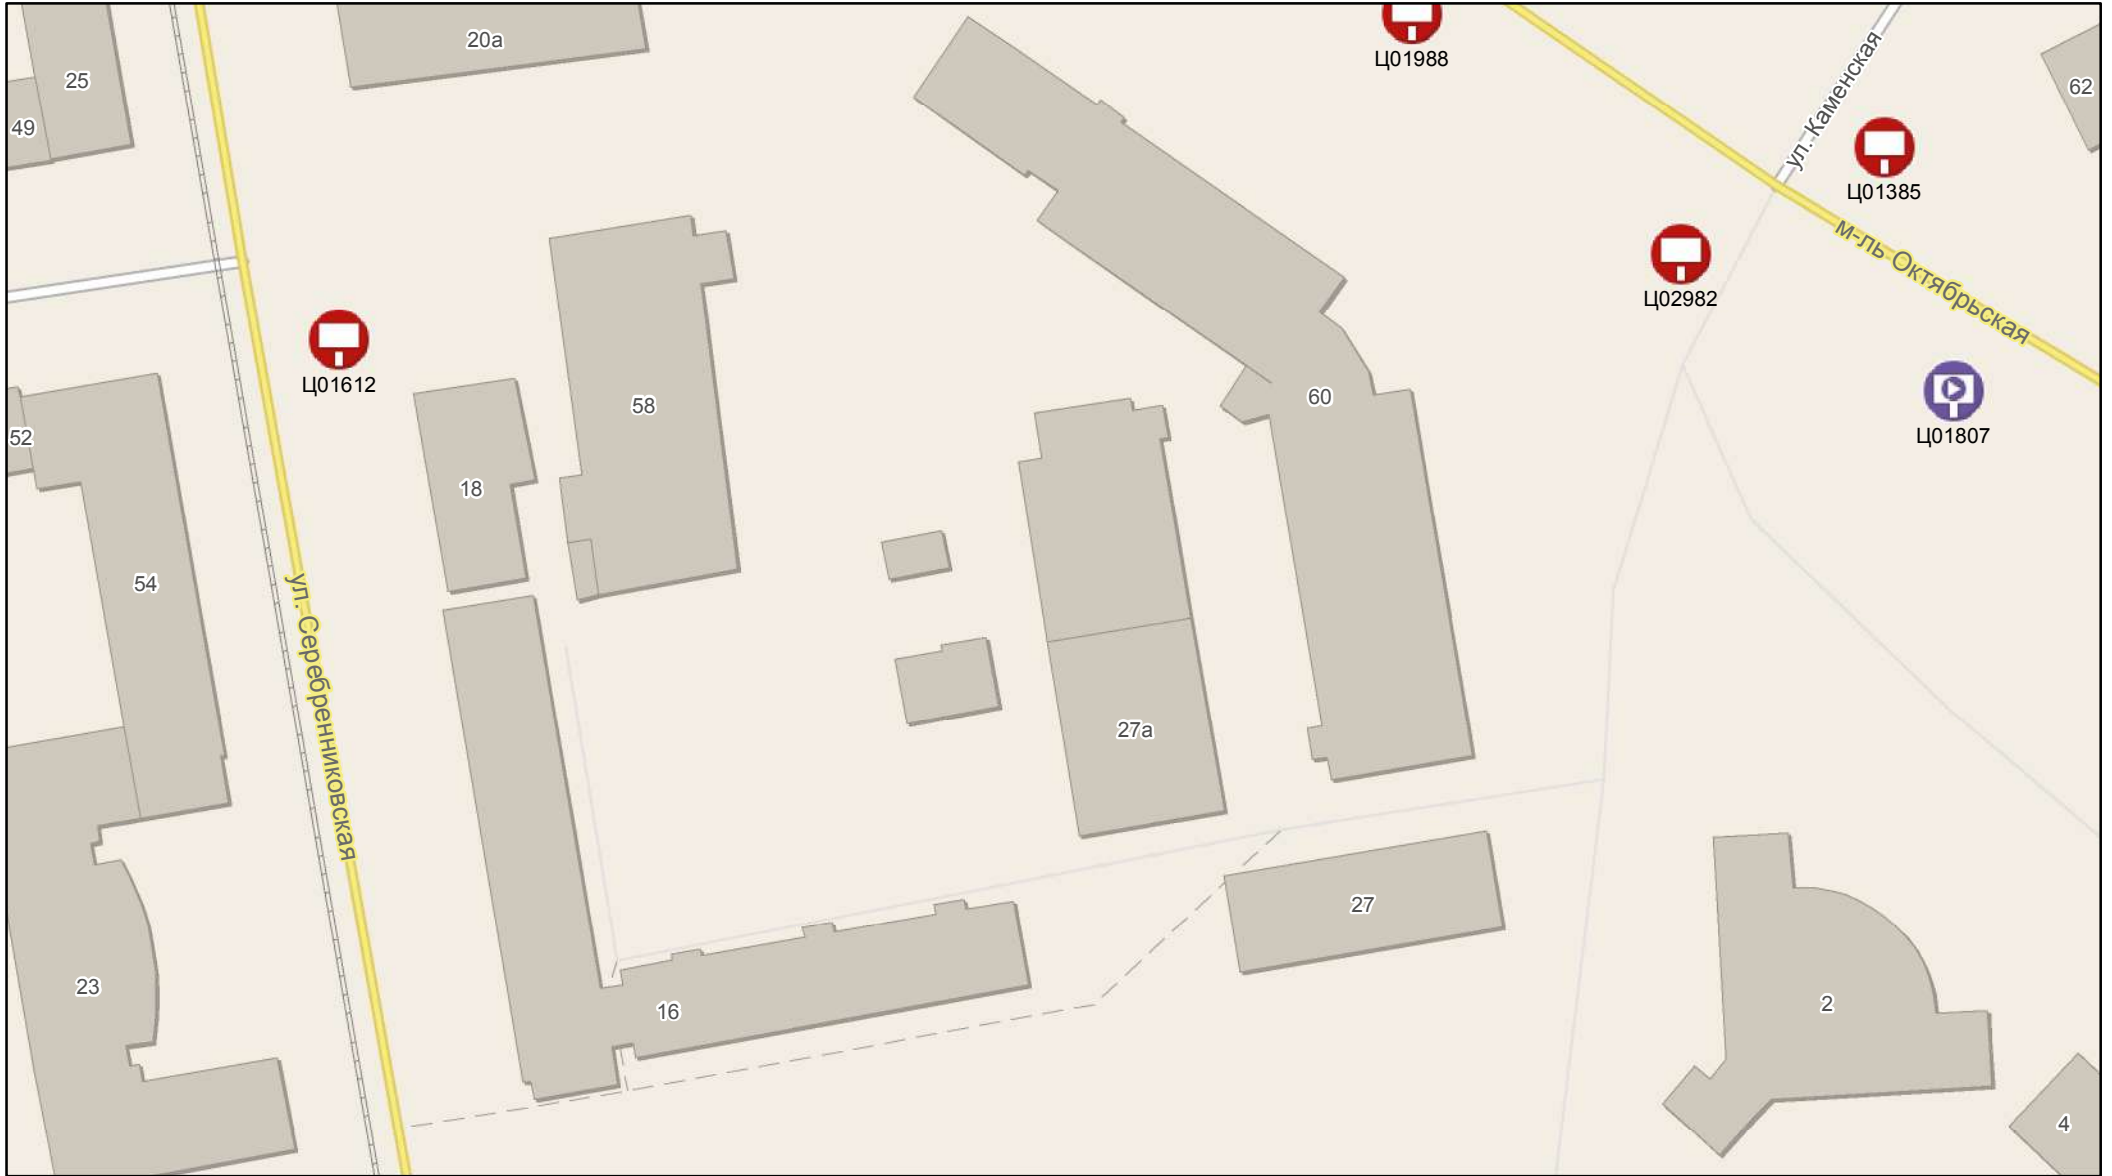 20а
Ц01988
25
49
ул. Каменская
62
Ц01385
м-ль Октябрьская
Ц02982
Ц01612
58
60
52
18
Ц01807
54
ул. Серебренниковская
27а
27
23
16
2
4